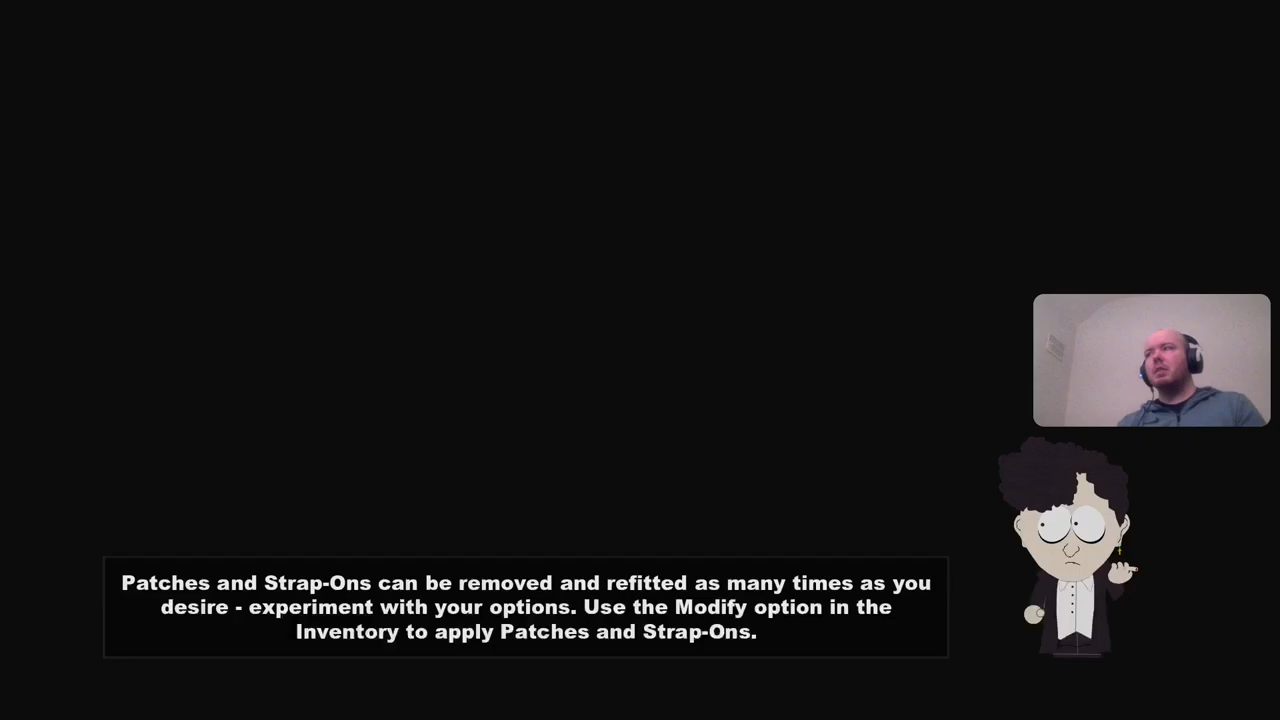 Patches and Strap-Ons can be removed and refitted as many times as you
desire - experiment with your options. Use the Modify option in the
Inventory to apply Patches and Strap-Ons.